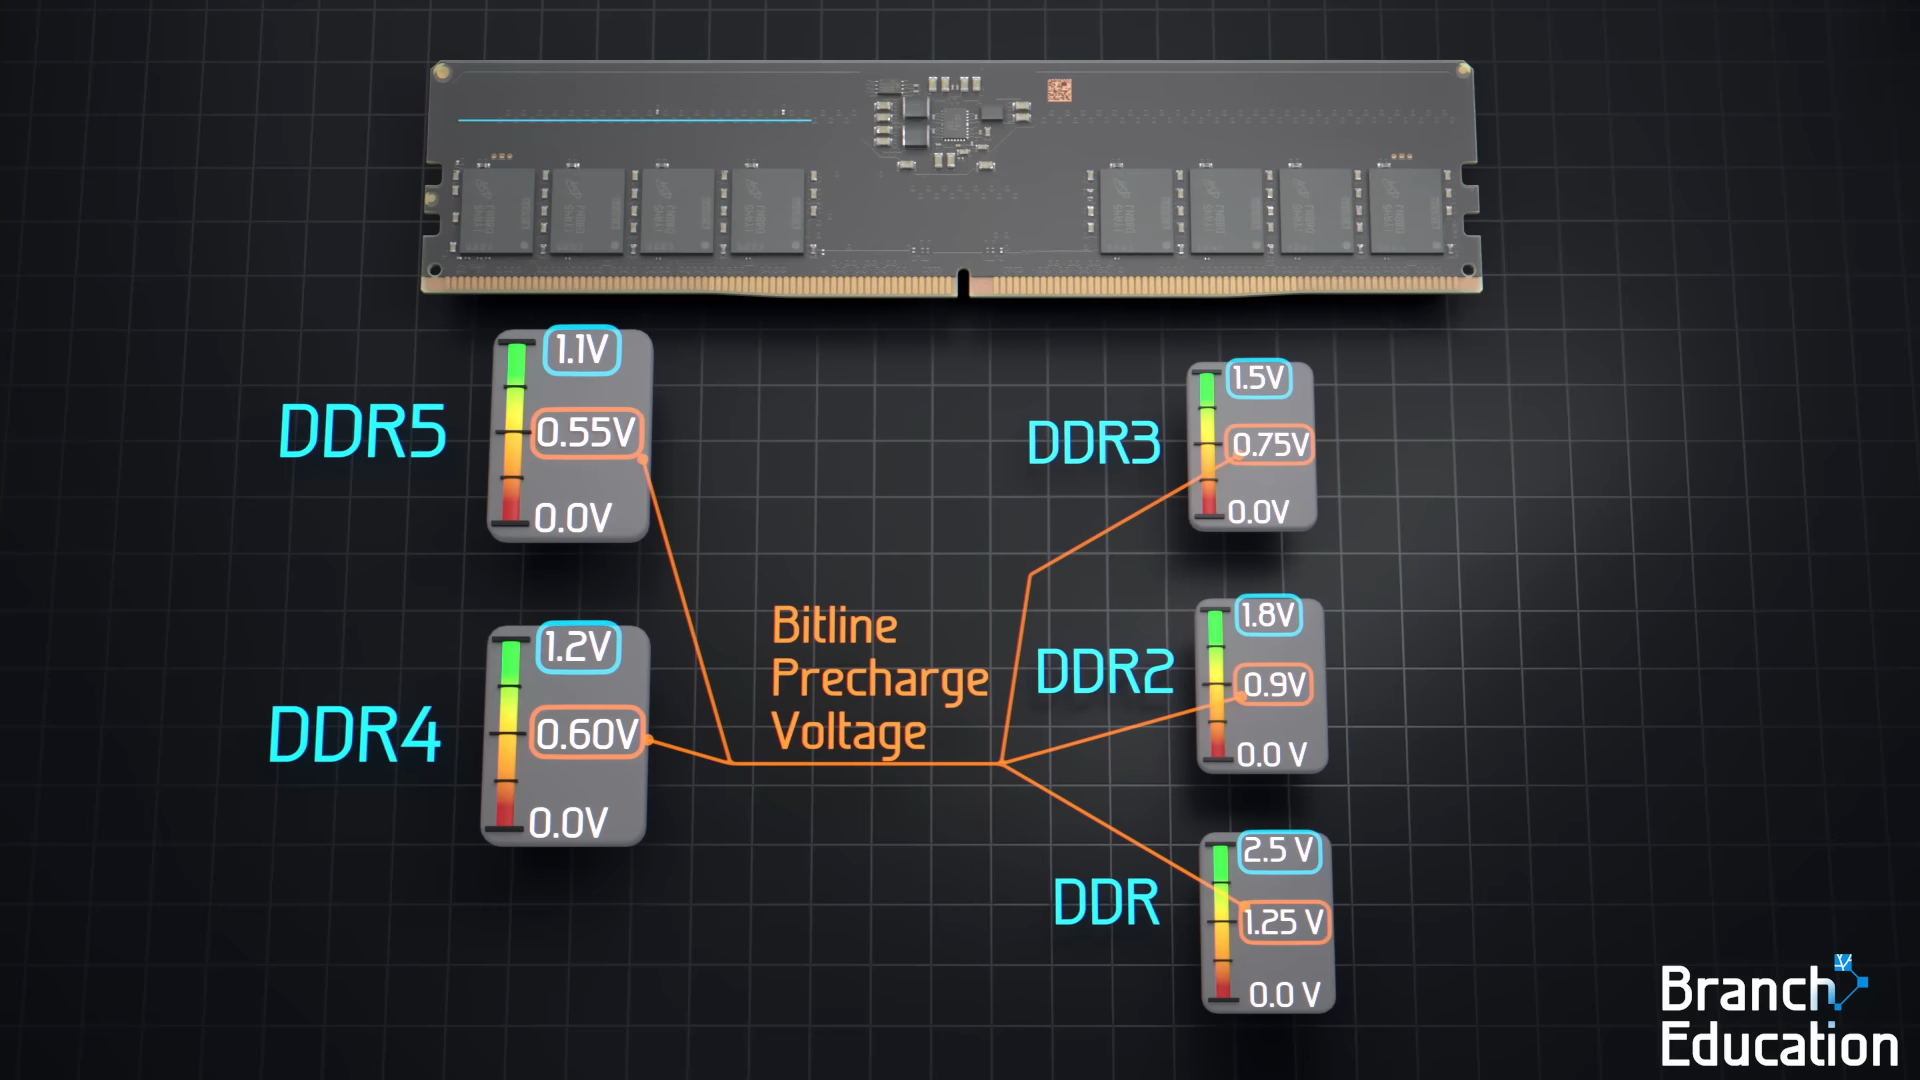 DDR5
1.1V
0.55V
0.0V
DDR4
1.2V
0.60V
0.0V
Bitline
Precharge
Voltage
DDR3
1.5V
0.75V
0.0V
DDR2
1.8V
0.9V
0.0 V
DDR
2.5 V
1.25 V
0.0 V
Branch
Education